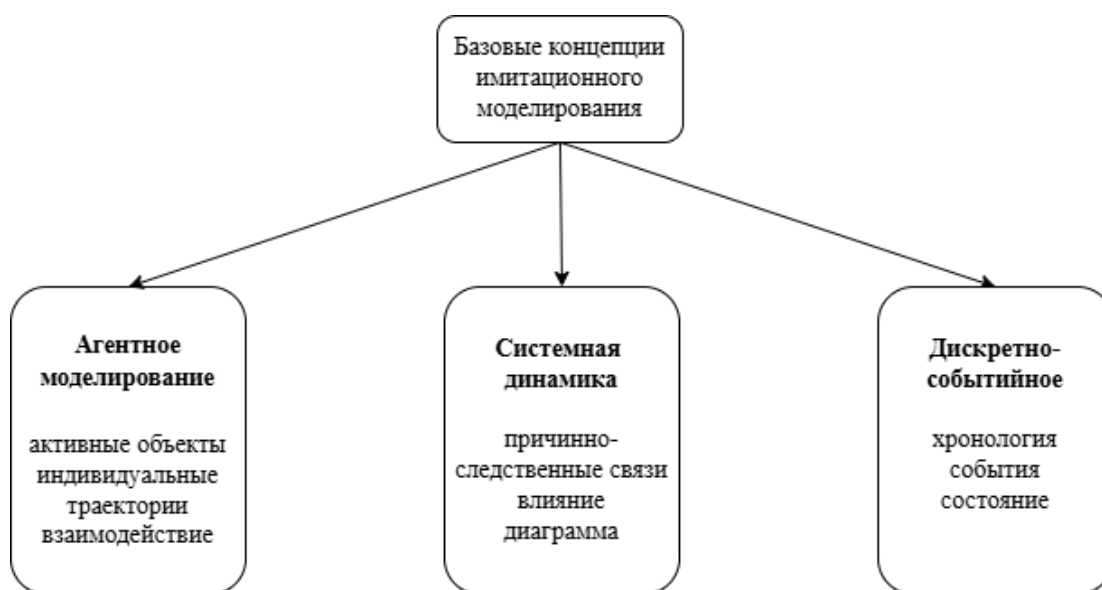 Базовые концепции
имитационного
моделирования
Агентное
моделирование
активные объекты
индивидуальные
траектории
взаимодействие
Системная
динамика
причинно-
следственные связи
влияние
диаграмма
Дискретно-
событийное
хронология
события
состояние